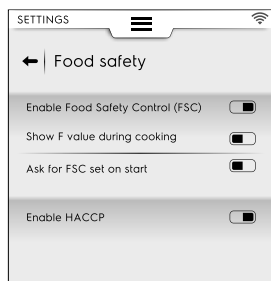 SETTINGS
Food safety
Enable Food Safety Control (FSC)
Show F value during cooking
Ask for FSC set on start
Enable HACCP